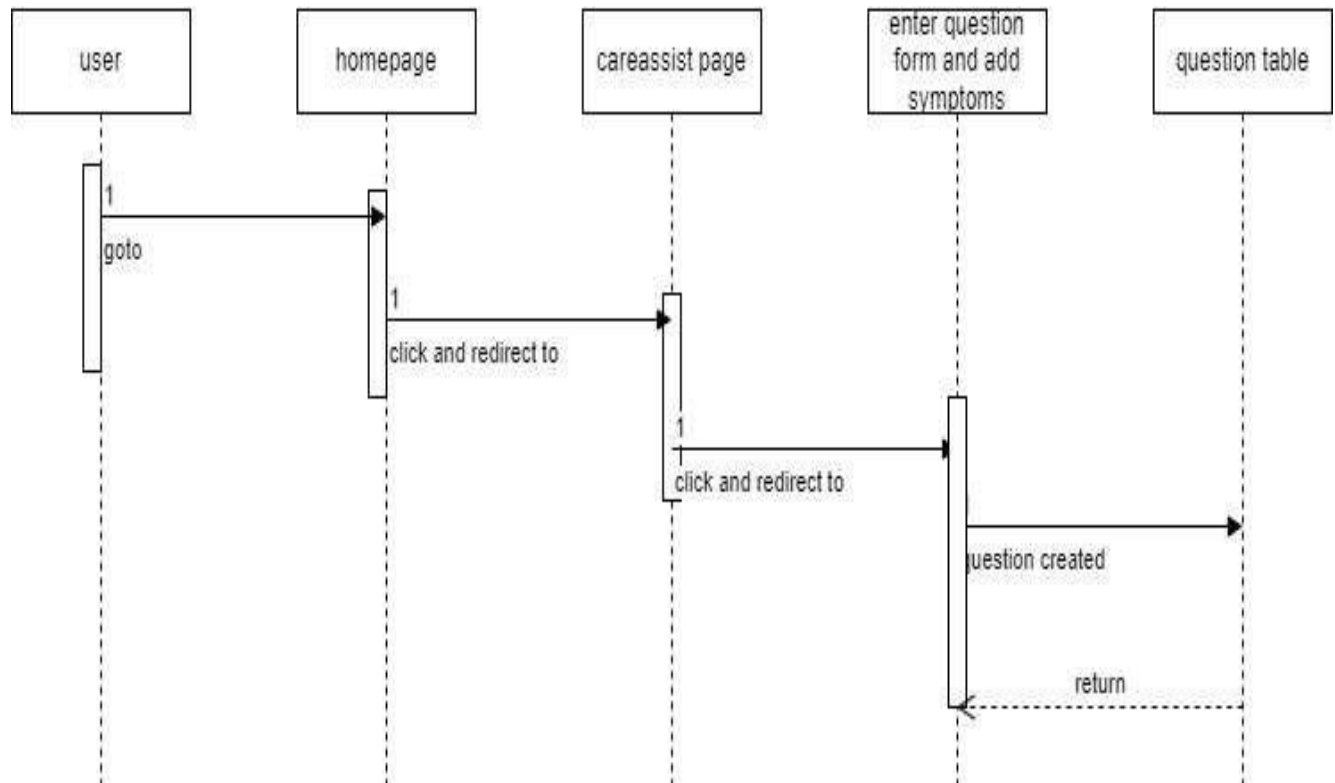 user
homepage
careassist page
enter question
form and add
symptoms
question table
1
goto
1
click and redirect to
1
click and redirect to
question created
return